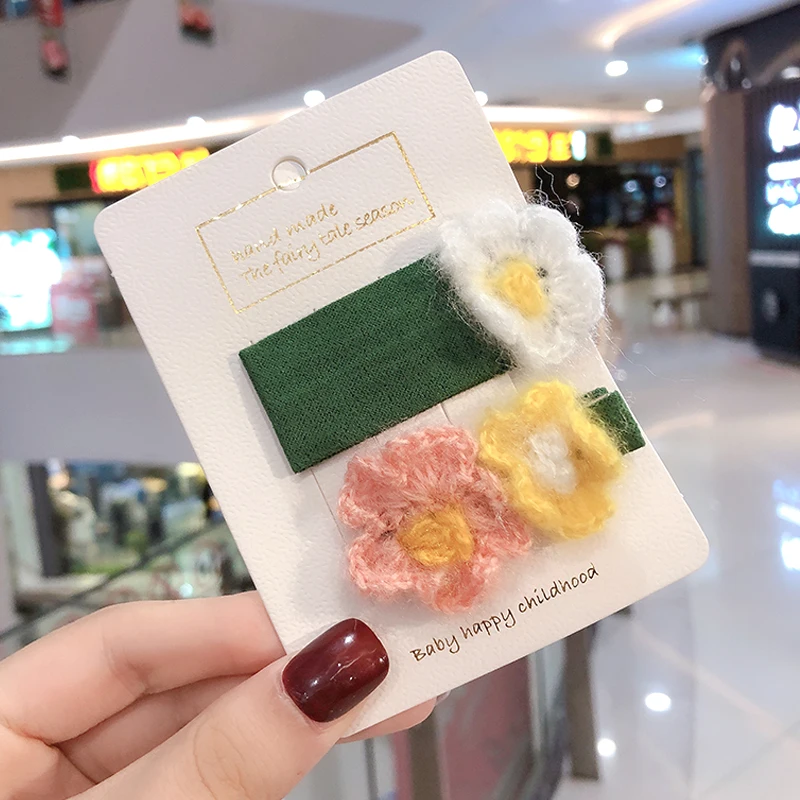 hand made
the fairy tale season
Baby happy childhood